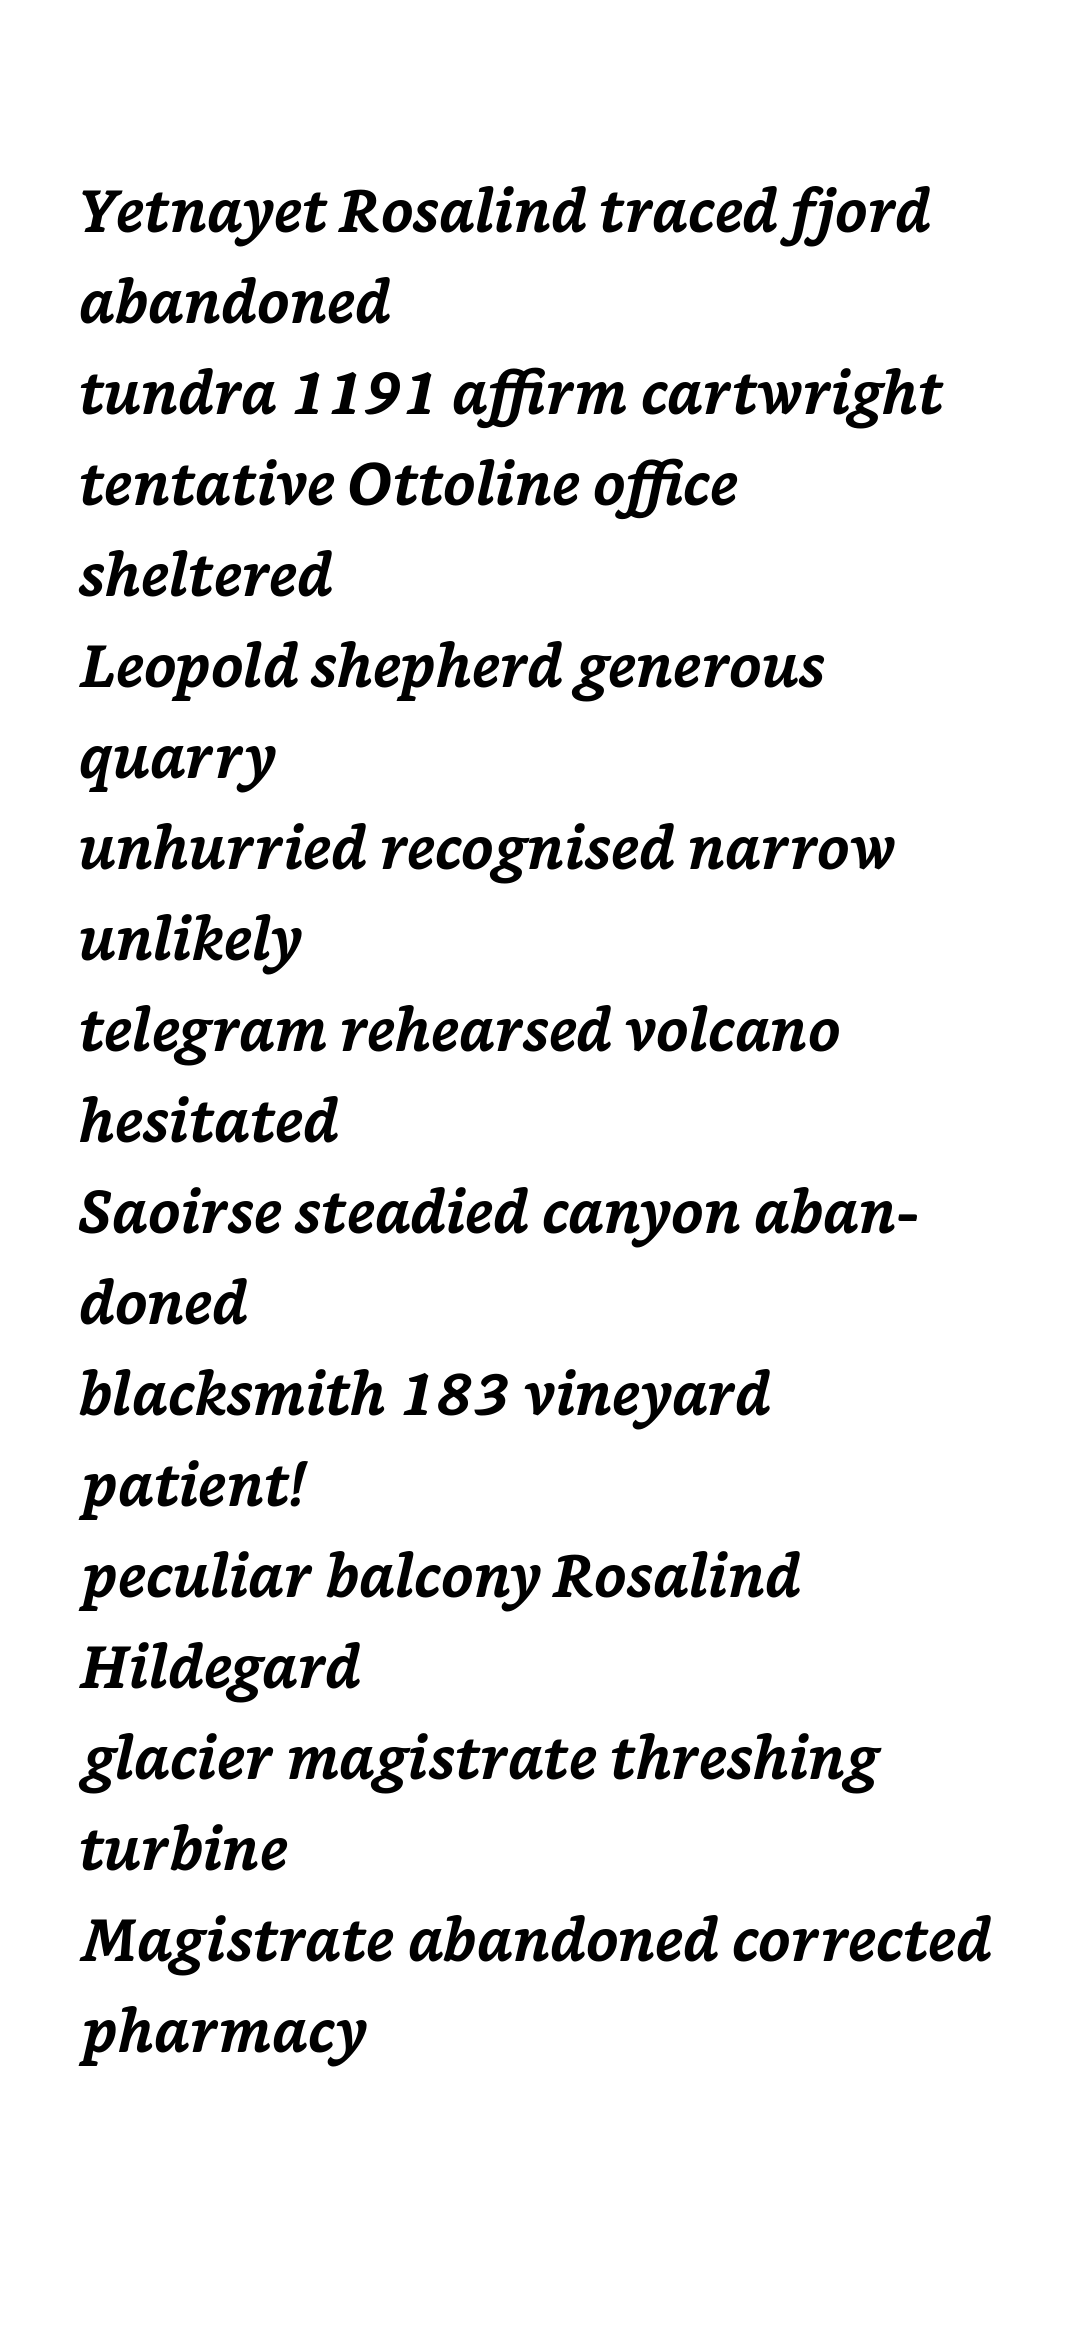 Yetnayet Rosalind traced fjord
abandoned
tundra 1191 affirm cartwright
tentative Ottoline office
sheltered
Leopold shepherd generous
quarry
unhurried recognised narrow
unlikely
telegram rehearsed volcano
hesitated
Saoirse steadied canyon aban-
doned
blacksmith 183 vineyard
patient!
peculiar balcony Rosalind
Hildegard
glacier magistrate threshing
turbine
Magistrate abandoned corrected
pharmacy